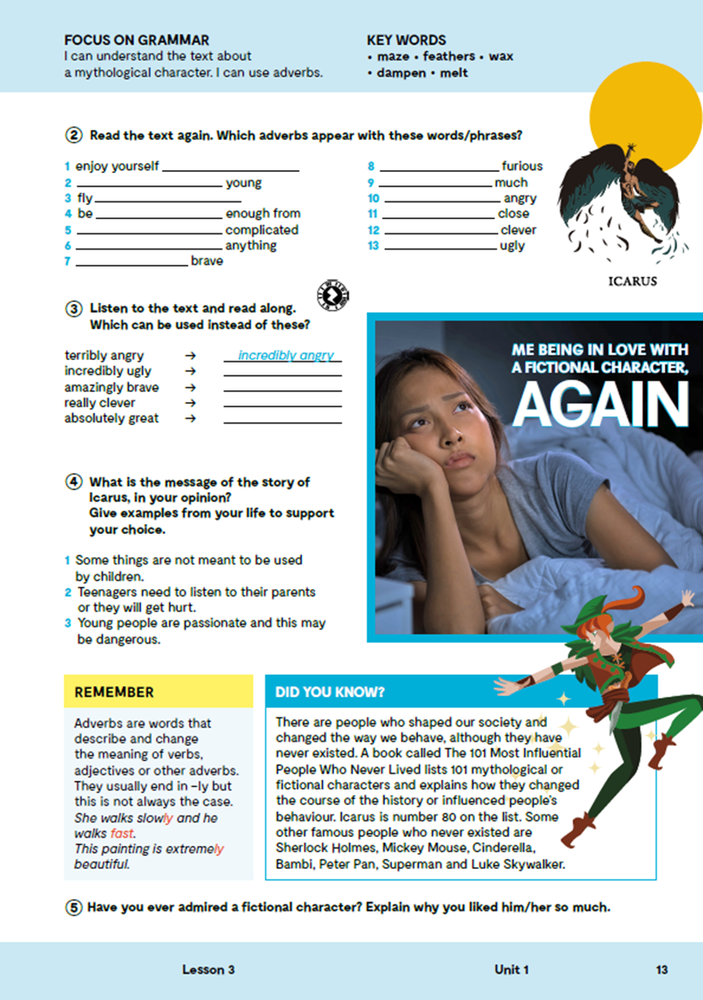 FOCUS ON GRAMMAR
I can understand the text about
a mythological character. I can use adverbs.
KEY WORDS
• maze • feathers • wax
• dampen • melt
2 Read the text again. Which adverbs appear with these words/phrases?
1 enjoy yourself ____________
2 ____________ young
3 fly ____________
4 be ____________ enough from
5 ____________ complicated
6 ____________ anything
7 ____________ brave
8 ____________ furious
9 ____________ much
10 ____________ angry
11 ____________ close
12 ____________ clever
13 ____________ ugly
ICARUS
3 Listen to the text and read along.
Which can be used instead of these?
terribly angry → incredibly angry
incredibly ugly → ____________
amazingly brave → ____________
really clever → ____________
absolutely great → ____________
ME BEING IN LOVE WITH
A FICTIONAL CHARACTER,
AGAIN
4 What is the message of the story of
Icarus, in your opinion?
Give examples from your life to support
your choice.
1 Some things are not meant to be used
by children.
2 Teenagers need to listen to their parents
or they will get hurt.
3 Young people are passionate and this may
be dangerous.
REMEMBER
Adverbs are words that
describe and change
the meaning of verbs,
adjectives or other adverbs.
They usually end in –ly but
this is not always the case.
She walks slowly and he
walks fast.
This painting is extremely
beautiful.
DID YOU KNOW?
There are people who shaped our society and
changed the way we behave, although they have
never existed. A book called The 101 Most Influential
People Who Never Lived lists 101 mythological or
fictional characters and explains how they changed
the course of the history or influenced people's
behaviour. Icarus is number 80 on the list. Some
other famous people who never existed are
Sherlock Holmes, Mickey Mouse, Cinderella,
Bambi, Peter Pan, Superman and Luke Skywalker.
5 Have you ever admired a fictional character? Explain why you liked him/her so much.
Lesson 3
Unit 1
13